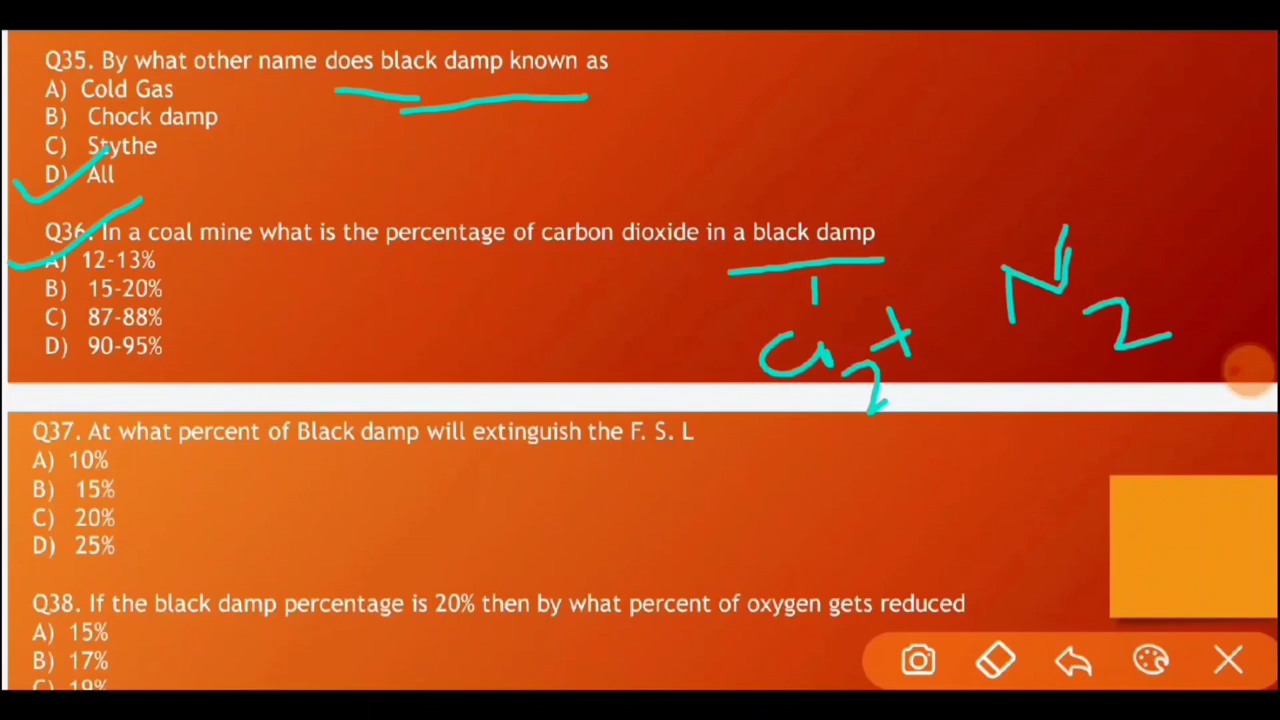 Q35. By what other name does black damp known as
A) Cold Gas
B) Chock damp
C) Stythe
D) All
Q36. In a coal mine what is the percentage of carbon dioxide in a black damp
A) 12-13%
B) 15-20%
C) 87-88%
D) 90-95%
Co2 + N2
Q37. At what percent of Black damp will extinguish the F. S. L
A) 10%
B) 15%
C) 20%
D) 25%
Q38. If the black damp percentage is 20% then by what percent of oxygen gets reduced
A) 15%
B) 17%
C) 19%